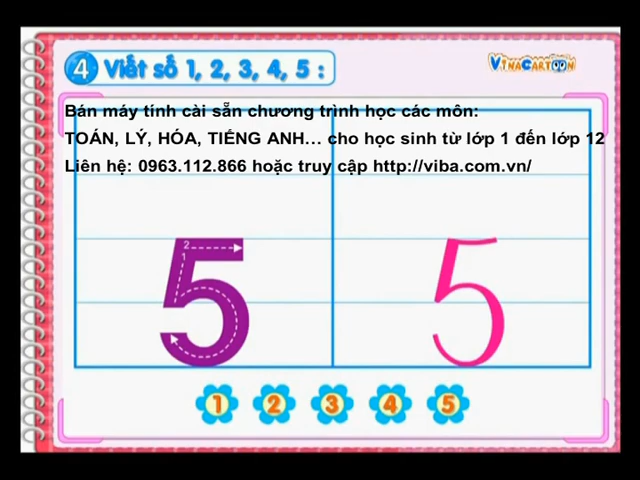 4 Viết số 1, 2, 3, 4, 5 :
VINACARTOON
Bán máy tính cài sẵn chương trình học các môn:
TOÁN, LÝ, HÓA, TIẾNG ANH... cho học sinh từ lớp 1 đến lớp 12
Liên hệ: 0963.112.866 hoặc truy cập http://viba.com.vn/
2
1
5 5
1 2 3 4 5